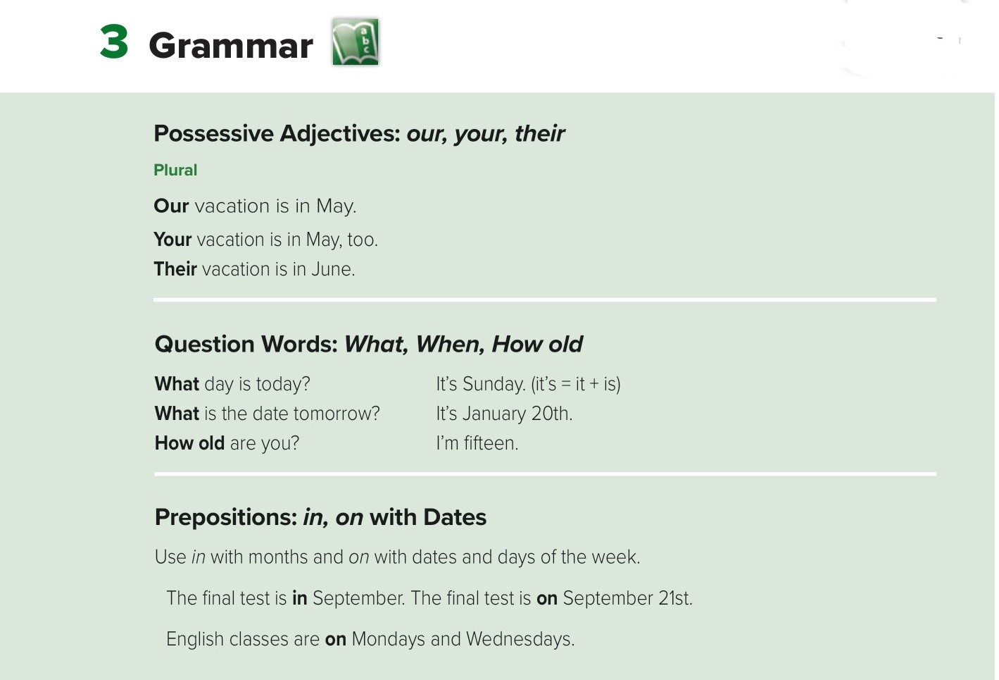 3 Grammar
abc
Possessive Adjectives: our, your, their
Plural
Our vacation is in May.
Your vacation is in May, too.
Their vacation is in June.
Question Words: What, When, How old
What day is today? It’s Sunday. (it’s = it + is)
What is the date tomorrow? It’s January 20th.
How old are you? I’m fifteen.
Prepositions: in, on with Dates
Use in with months and on with dates and days of the week.
The final test is in September. The final test is on September 21st.
English classes are on Mondays and Wednesdays.